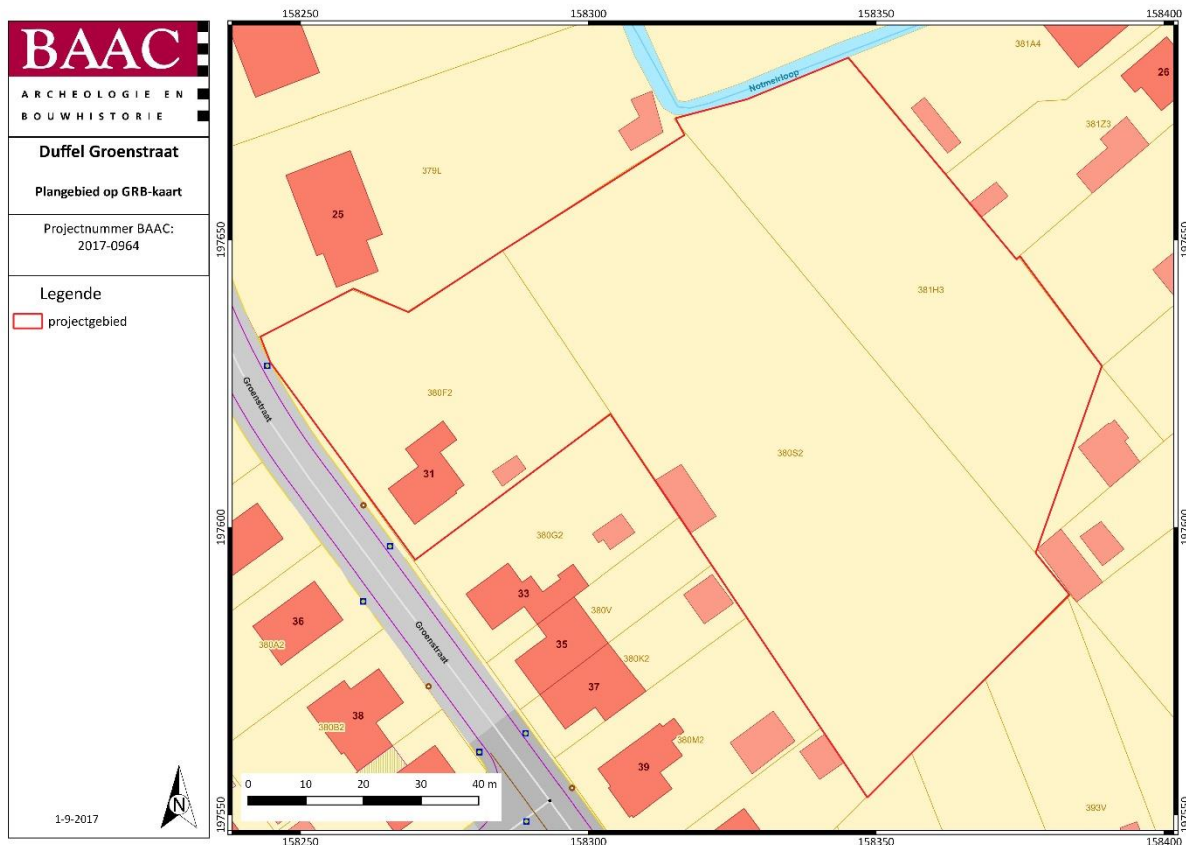 BAAC
ARCHEOLOGIE EN
BOUWHISTORIE
Duffel Groenstraat
Plangebied op GRB-kaart
Projectnummer BAAC:
2017-0964
Legende
projectgebied
1-9-2017
N
158250
158300
158350
158400
197650
197600
197550
197650
197600
197550
158250
158300
158350
158400
Notmeirloop
381A4
26
381Z3
379L
25
381H3
Groenstraat
380F2
31
380S2
380G2
33
380V
35
380K2
37
36
380A2
Groenstraat
38
380B2
380M2
39
393V
0 10 20 30 40 m